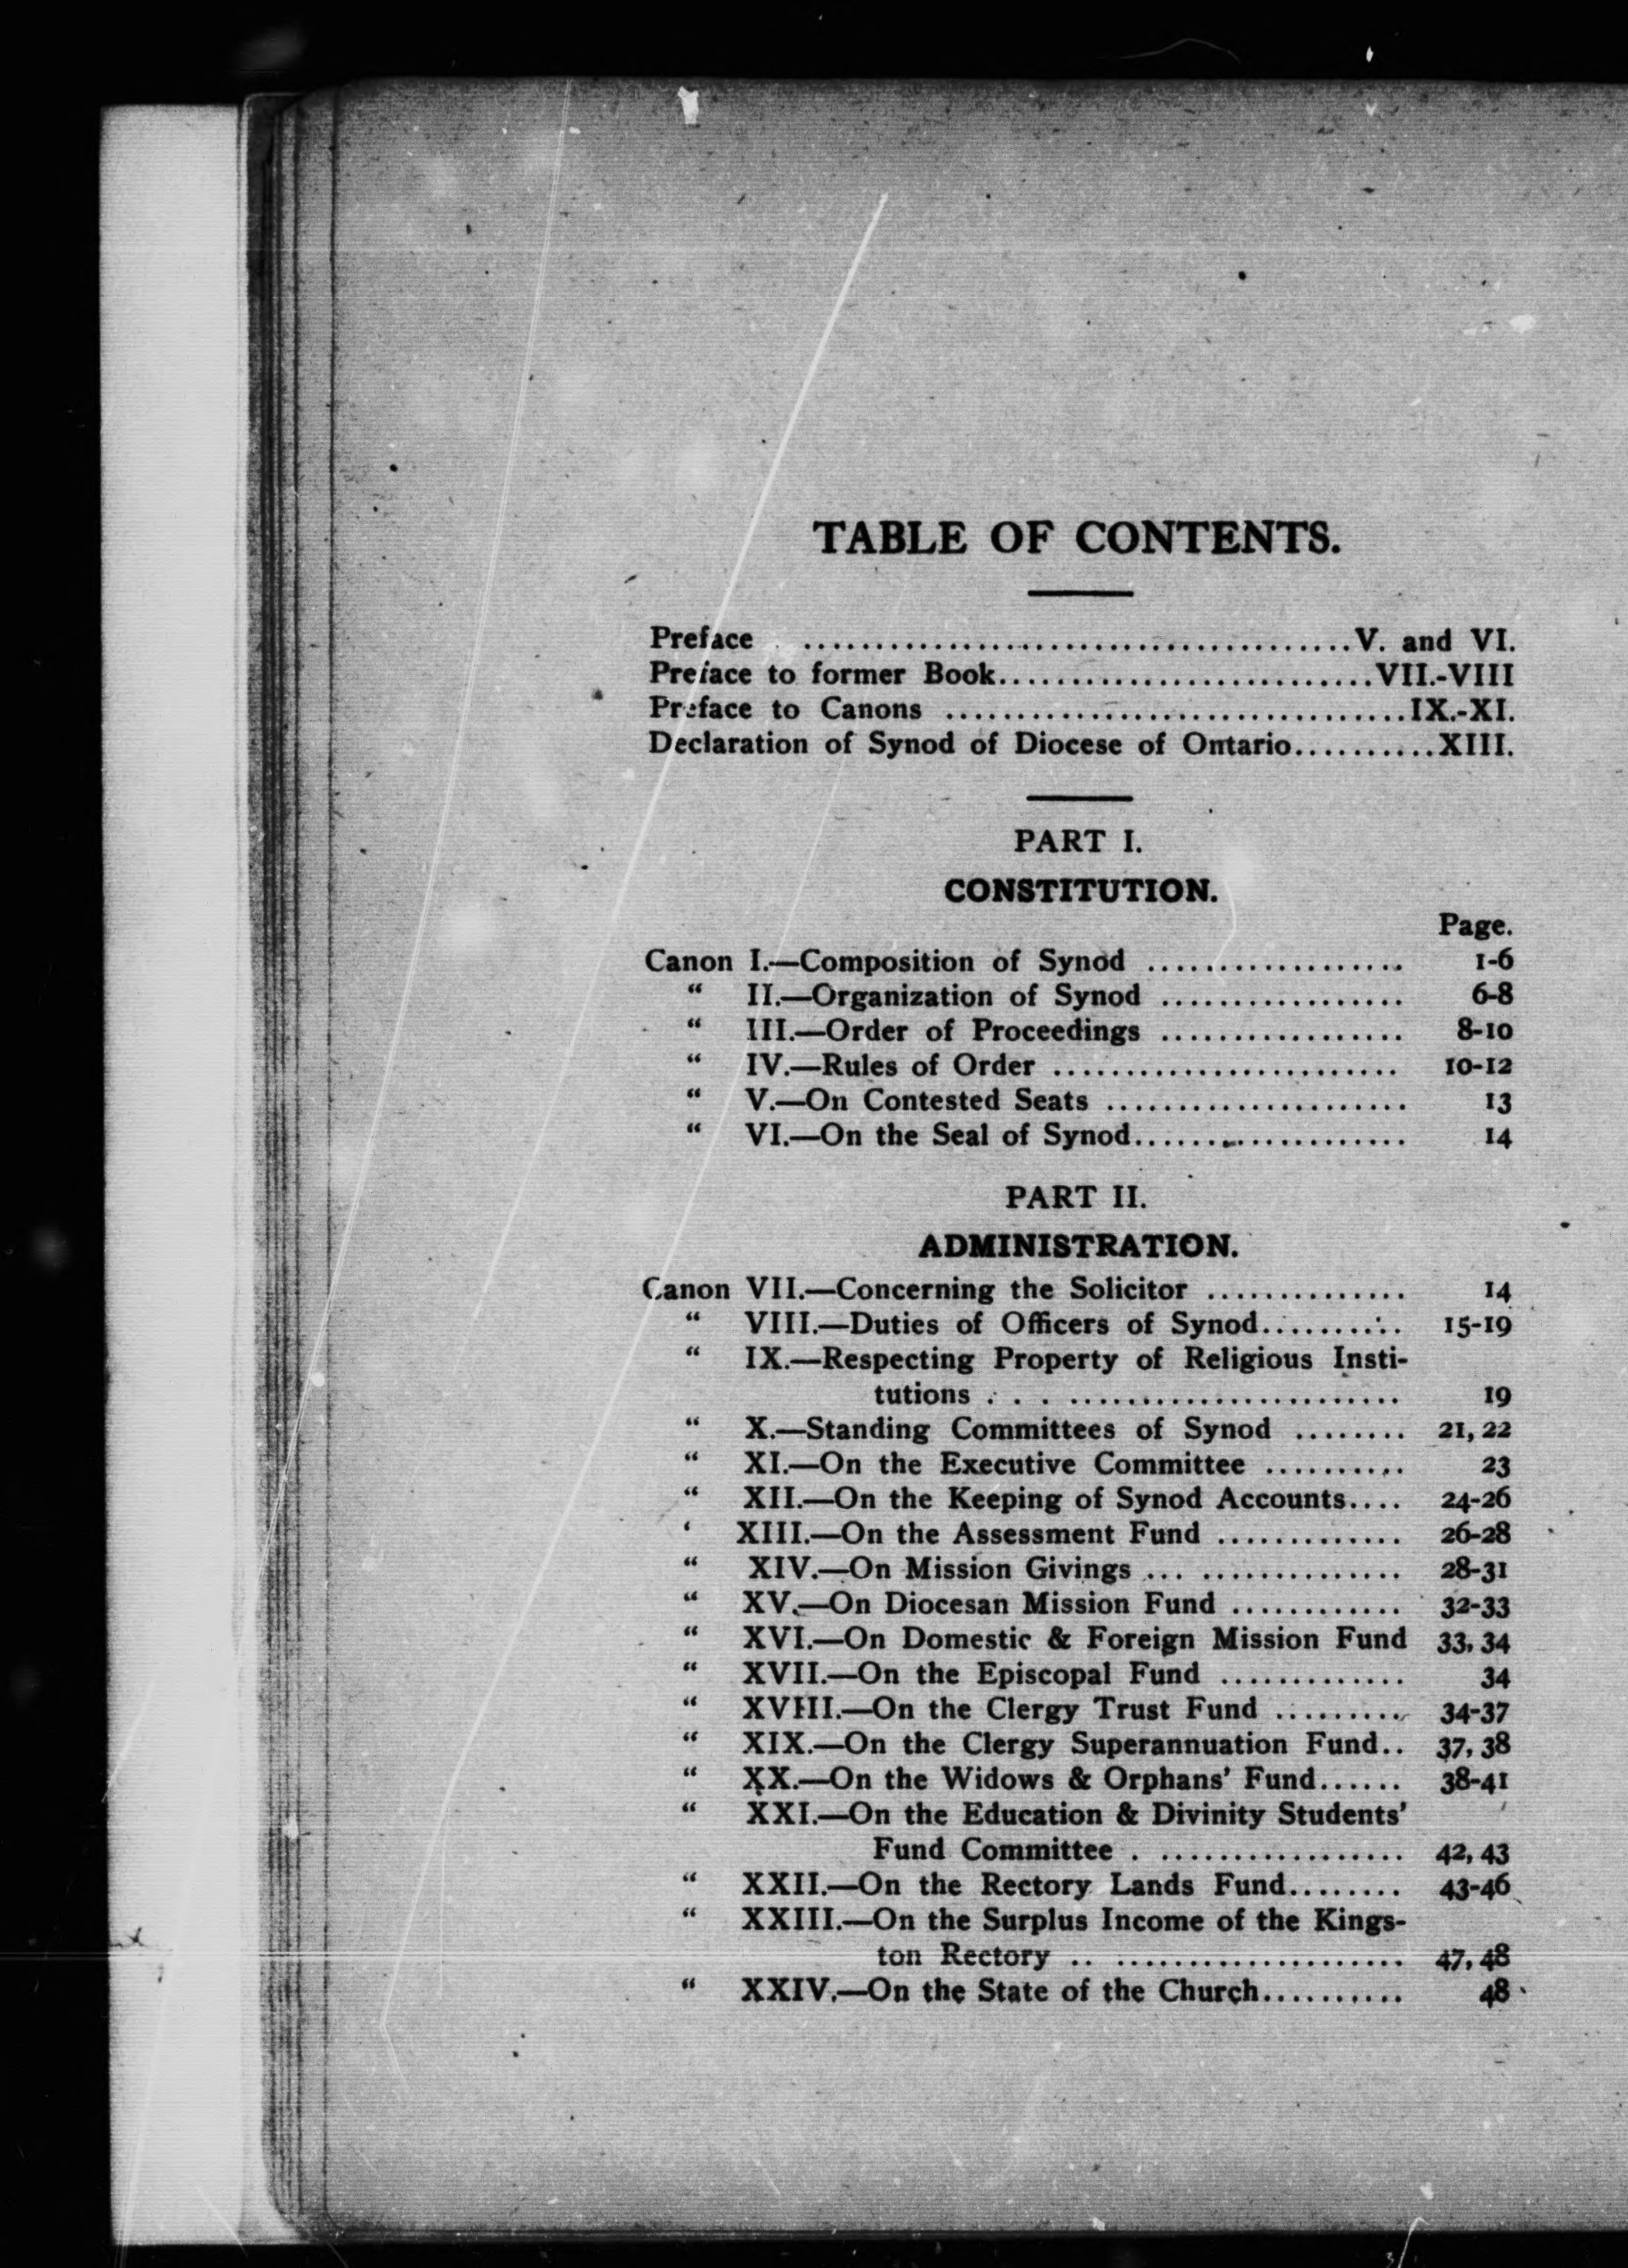 TABLE OF CONTENTS.
Preface ......................................V. and VI.
Preface to former Book..........................VII.-VIII
Preface to Canons ................................IX.-XI.
Declaration of Synod of Diocese of Ontario..........XIII.
PART I.
CONSTITUTION.
Page.
Canon I.—Composition of Synod .................. 1-6
“ II.—Organization of Synod ................. 6-8
“ III.—Order of Proceedings ................. 8-10
“ IV.—Rules of Order ........................ 10-12
“ V.—On Contested Seats ..................... 13
“ VI.—On the Seal of Synod................... 14
PART II.
ADMINISTRATION.
Canon VII.—Concerning the Solicitor .............. 14
“ VIII.—Duties of Officers of Synod.......... 15-19
“ IX.—Respecting Property of Religious Insti-
tutions . . . ....................... 19
“ X.—Standing Committees of Synod ........ 21, 22
“ XI.—On the Executive Committee .......... 23
“ XII.—On the Keeping of Synod Accounts.... 24-26
‘ XIII.—On the Assessment Fund ............. 26-28
“ XIV.—On Mission Givings ... .............. 28-31
“ XV.—On Diocesan Mission Fund ............ 32-33
“ XVI.—On Domestic & Foreign Mission Fund 33, 34
“ XVII.—On the Episcopal Fund ............. 34
“ XVIII.—On the Clergy Trust Fund ......... 34-37
“ XIX.—On the Clergy Superannuation Fund.. 37, 38
“ XX.—On the Widows & Orphans’ Fund...... 38-41
“ XXI.—On the Education & Divinity Students’
Fund Committee . ................. 42, 43
“ XXII.—On the Rectory Lands Fund........ 43-46
“ XXIII.—On the Surplus Income of the Kings-
ton Rectory .. .................... 47, 48
“ XXIV.—On the State of the Church.......... 48